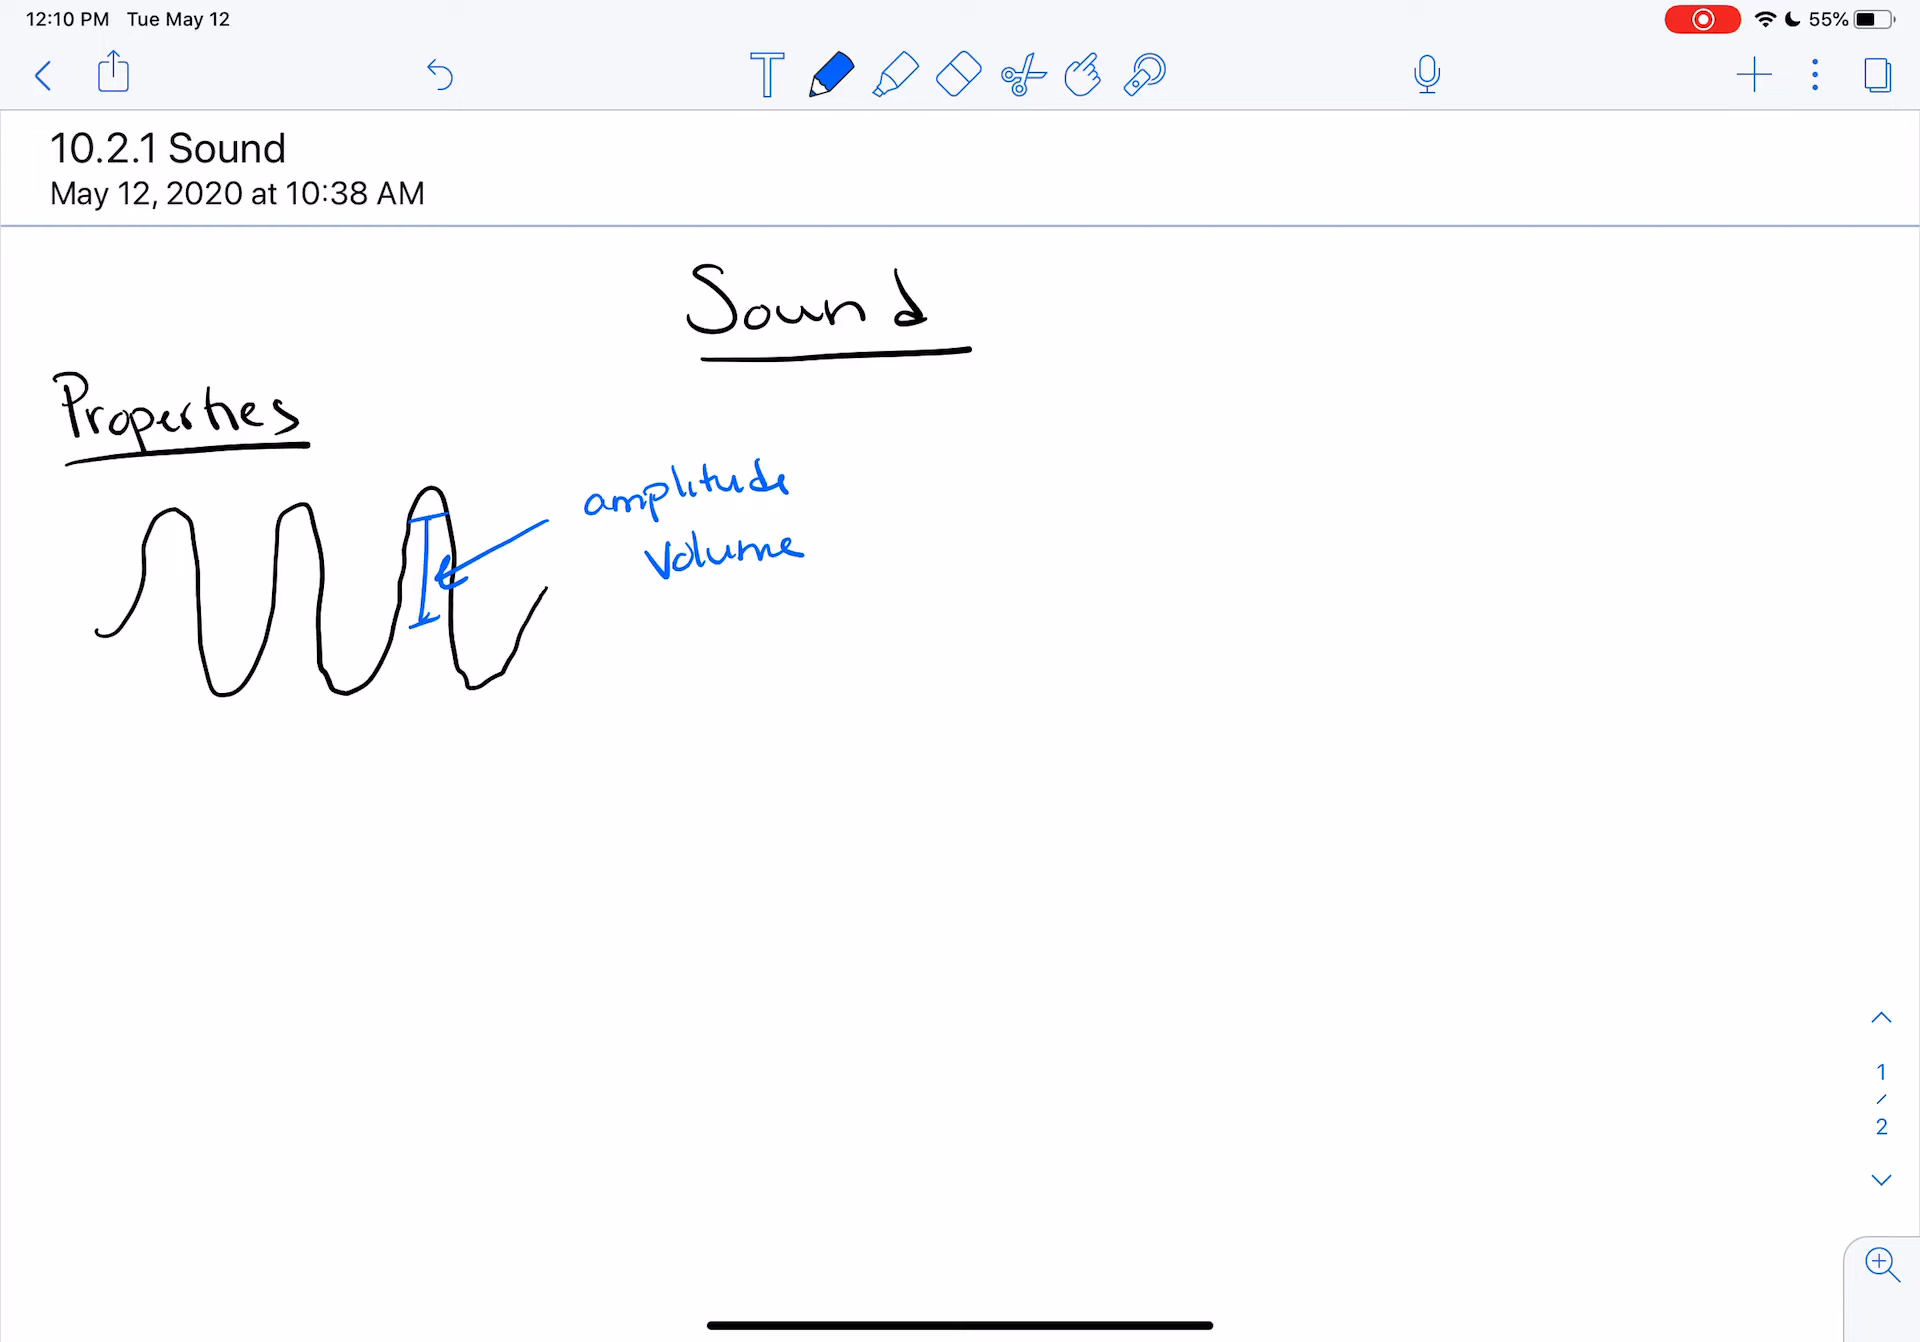 12:10 PM Tue May 12
55%
10.2.1 Sound
May 12, 2020 at 10:38 AM
Sound
Properties
amplitude
volume
1
/
2